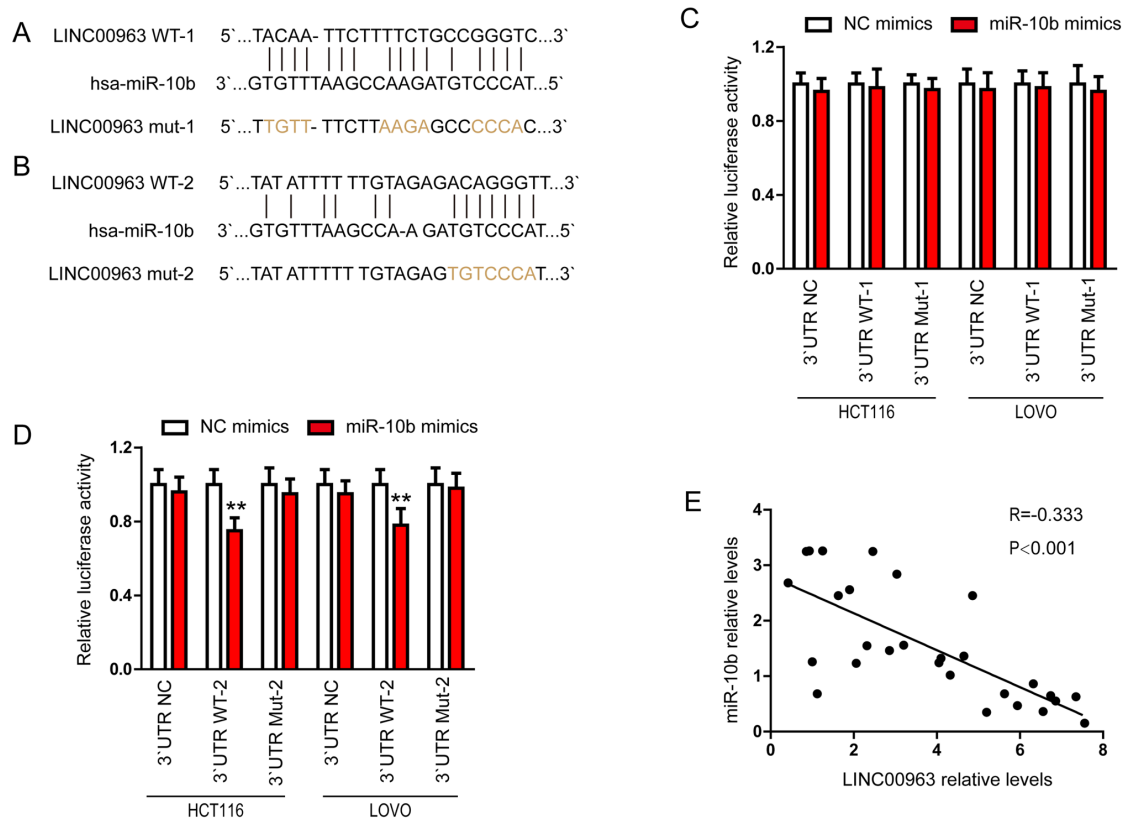 A
LINC00963 WT-1 5`...TACAA- TTCTTTTCTGCCGGGTC...3`
hsa-miR-10b 3`...GTGTTTAAGCCAAGATGTCCCAT...5`
LINC00963 mut-1 5`...TTGTT- TTCTTAAGAGCCCCCAC...3`
B
LINC00963 WT-2 5`...TAT ATTTT TTGTAGAGACAGGGTT...3`
hsa-miR-10b 3`...GTGTTTAAGCCA-A GATGTCCCAT...5`
LINC00963 mut-2 5`...TAT ATTTTT TGTAGAGTGTCCCAT...3`
C
NC mimics miR-10b mimics
Relative luciferase activity
1.2
0.8
0.4
0.0
3`UTR NC
3`UTR WT-1
3`UTR Mut-1
3`UTR NC
3`UTR WT-1
3`UTR Mut-1
HCT116 LOVO
D
NC mimics miR-10b mimics
Relative luciferase activity
1.2
0.8
0.4
0.0
** **
3`UTR NC
3`UTR WT-2
3`UTR Mut-2
3`UTR NC
3`UTR WT-2
3`UTR Mut-2
HCT116 LOVO
E
R=-0.333
P<0.001
miR-10b relative levels
4
3
2
1
0
0 2 4 6 8
LINC00963 relative levels